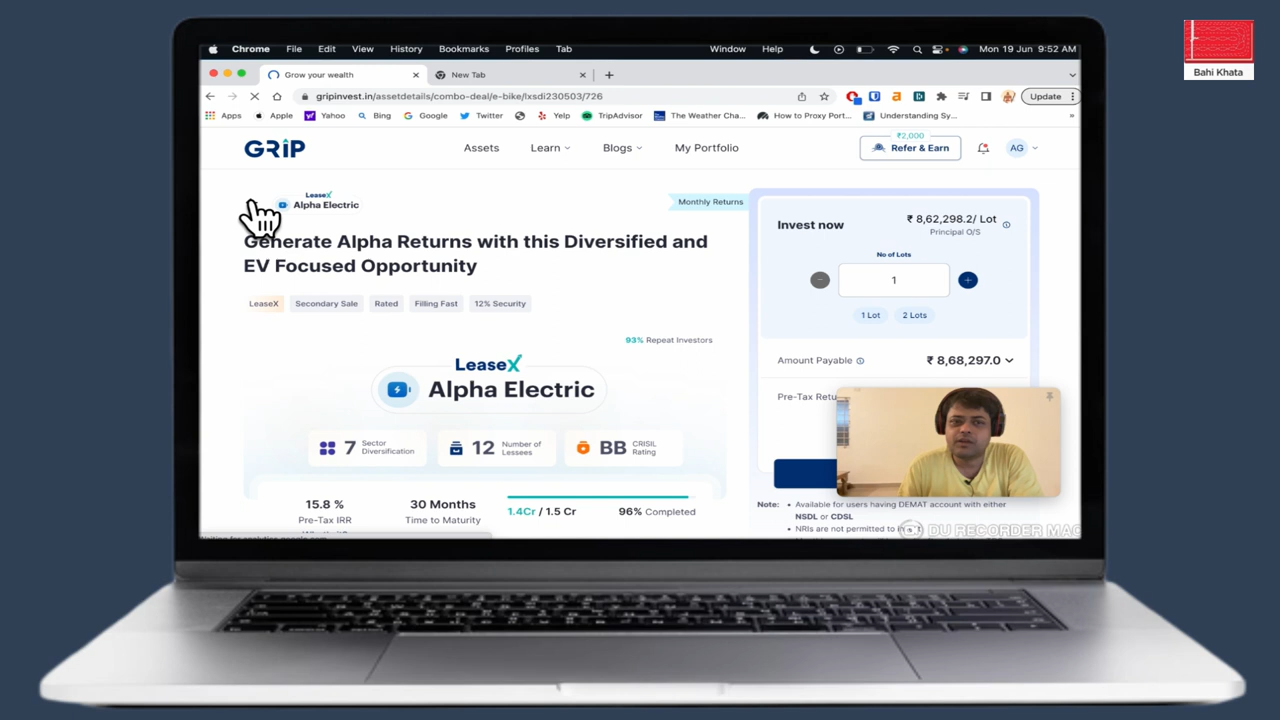 Bahi Khata
Chrome File Edit View History Bookmarks Profiles Tab Window Help Mon 19 Jun 9:52 AM
Grow your wealth
New Tab
gripinvest.in/assetdetails/combo-deal/e-bike/lxsdi230503/726
Update
Apps Apple Yahoo Bing Google Twitter Yelp TripAdvisor The Weather Cha... How to Proxy Port... Understanding Sy... »
GRIP
Assets Learn Blogs My Portfolio
₹2,000
Refer & Earn
AG
LeaseX
Alpha Electric
Monthly Returns
Generate Alpha Returns with this Diversified and
EV Focused Opportunity
LeaseX Secondary Sale Rated Filling Fast 12% Security
93% Repeat Investors
LeaseX
Alpha Electric
7 Sector Diversification
12 Number of Lessees
BB CRISIL Rating
15.8 %
Pre-Tax IRR
30 Months
Time to Maturity
1.4Cr / 1.5 Cr
96% Completed
Invest now
₹ 8,62,298.2/ Lot
Principal O/S
No of Lots
1
1 Lot 2 Lots
Amount Payable ₹ 8,68,297.0
Pre-Tax Retu
Note: • Available for users having DEMAT account with either
NSDL or CDSL
• NRIs are not permitted to
DU RECORDER MAC